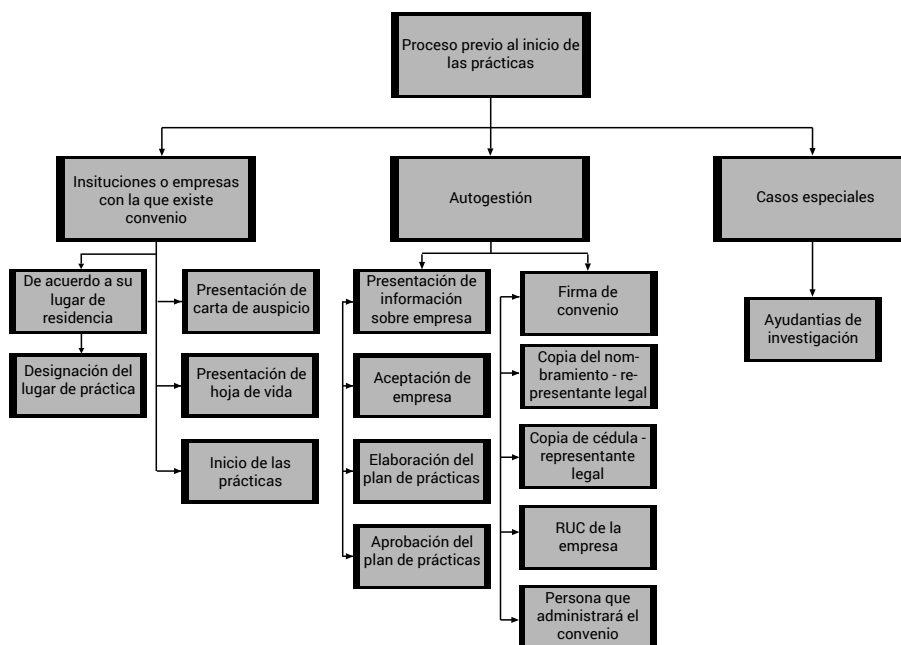 Proceso previo al inicio de
las prácticas
Insituciones o empresas
con la que existe
convenio
Autogestión
Casos especiales
De acuerdo a su
lugar de
residencia
Designación del
lugar de práctica
Presentación de
carta de auspicio
Presentación de
hoja de vida
Inicio de las
prácticas
Presentación de
información
sobre empresa
Aceptación de
empresa
Elaboración del
plan de prácticas
Aprobación del
plan de prácticas
Firma de
convenio
Copia del nom-
bramiento - re-
presentante legal
Copia de cédula -
representante
legal
RUC de la
empresa
Persona que
administrará el
convenio
Ayudantias de
investigación